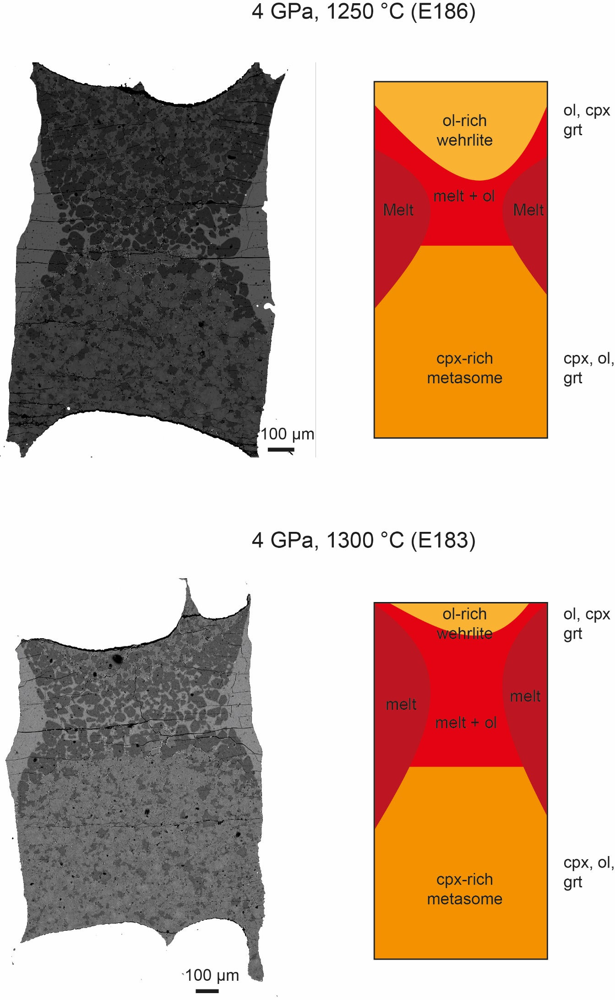 4 GPa, 1250 °C (E186)
ol-rich
wehrlite
ol, cpx
grt
melt + ol
Melt
Melt
cpx-rich
metasome
cpx, ol,
grt
100 µm
4 GPa, 1300 °C (E183)
ol-rich
wehrlite
ol, cpx
grt
melt
melt
melt + ol
cpx-rich
metasome
cpx, ol,
grt
100 µm